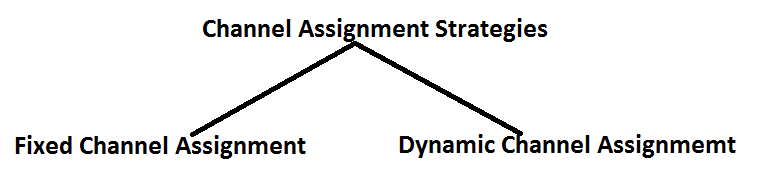 Channel Assignment Strategies
Fixed Channel Assignment
Dynamic Channel Assignmemt